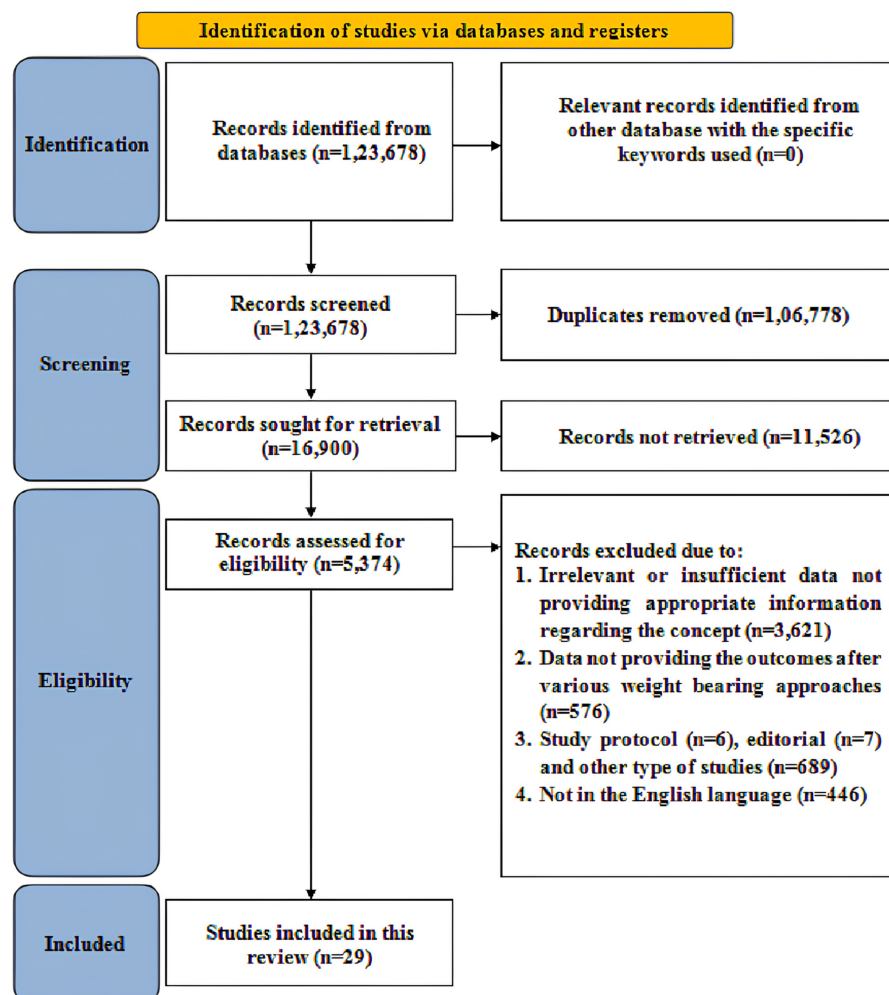 Identification of studies via databases and registers
Identification
Records identified from
databases (n=1,23,678)
Relevant records identified from
other database with the specific
keywords used (n=0)
Screening
Records screened
(n=1,23,678)
Duplicates removed (n=1,06,778)
Records sought for retrieval
(n=16,900)
Records not retrieved (n=11,526)
Eligibility
Records assessed for
eligibility (n=5,374)
Records excluded due to:
1. Irrelevant or insufficient data not
providing appropriate information
regarding the concept (n=3,621)
2. Data not providing the outcomes after
various weight bearing approaches
(n=576)
3. Study protocol (n=6), editorial (n=7)
and other type of studies (n=689)
4. Not in the English language (n=446)
Included
Studies included in this
review (n=29)